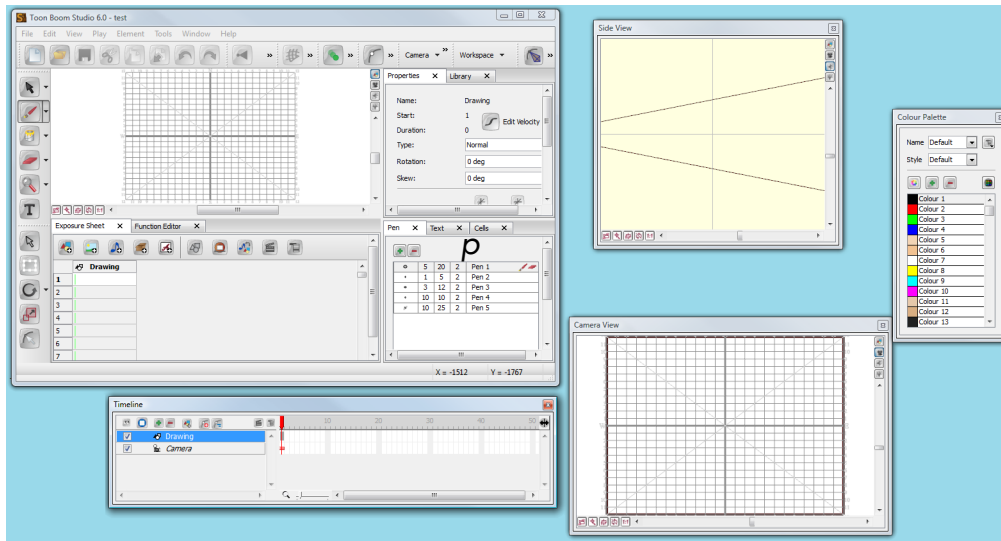 Toon Boom Studio 6.0 - test
File Edit View Play Element Tools Window Help
» » » Camera » Workspace »
T
Properties X Library X
Name: Drawing
Start: 1
Edit Velocity
Duration: 0
Type: Normal
Rotation: 0 deg
Skew: 0 deg
Exposure Sheet X Function Editor X
Drawing
1
2
3
4
5
6
7
Pen X Text X Cells X
p
5 20 2 Pen 1
1 5 2 Pen 2
3 12 2 Pen 3
10 10 2 Pen 4
10 25 2 Pen 5
X = -1512 Y = -1767
Timeline
10 20 30 40 50
Drawing
Camera
Side View
Colour Palette
Name Default
Style Default
Colour 1
Colour 2
Colour 3
Colour 4
Colour 5
Colour 6
Colour 7
Colour 8
Colour 9
Colour 10
Colour 11
Colour 12
Colour 13
Camera View